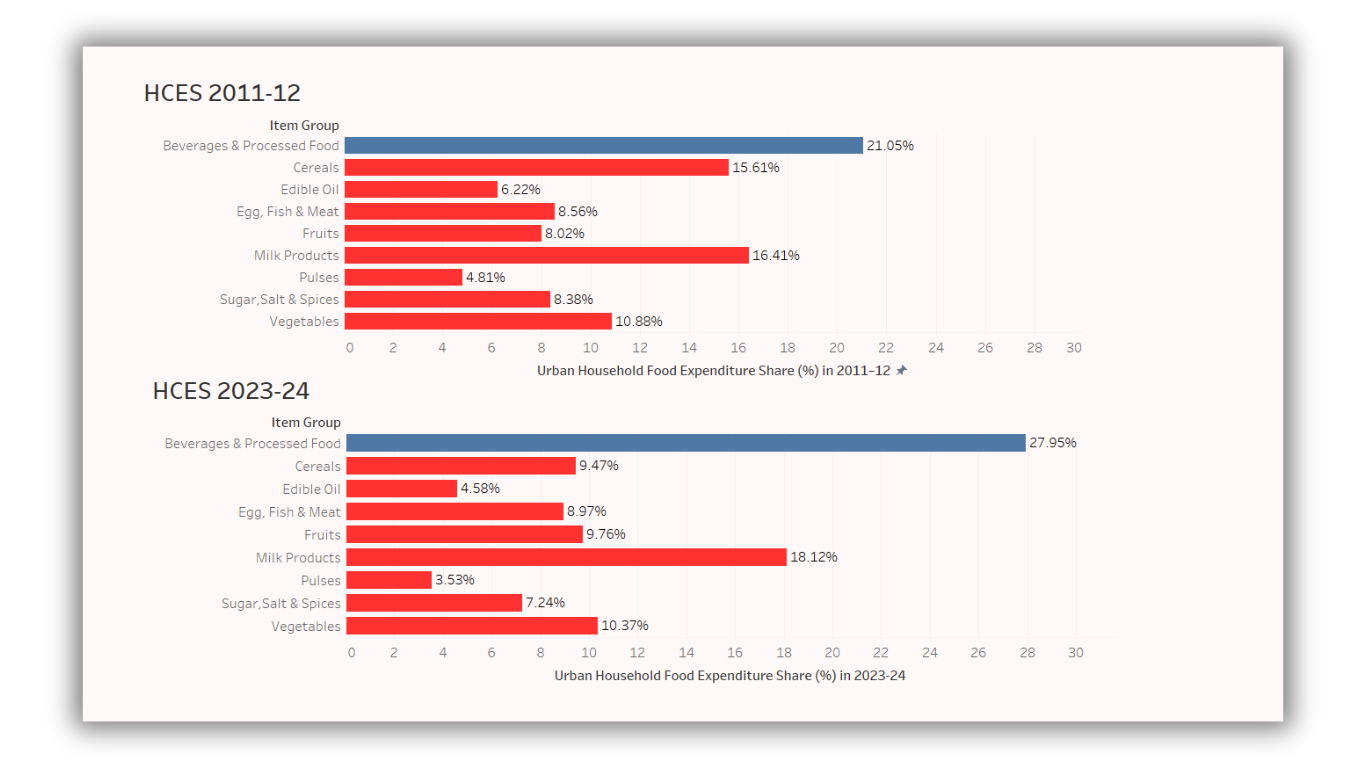 HCES 2011-12
Item Group
Beverages & Processed Food 21.05%
Cereals 15.61%
Edible Oil 6.22%
Egg, Fish & Meat 8.56%
Fruits 8.02%
Milk Products 16.41%
Pulses 4.81%
Sugar,Salt & Spices 8.38%
Vegetables 10.88%
0 2 4 6 8 10 12 14 16 18 20 22 24 26 28 30
Urban Household Food Expenditure Share (%) in 2011–12
HCES 2023-24
Item Group
Beverages & Processed Food 27.95%
Cereals 9.47%
Edible Oil 4.58%
Egg, Fish & Meat 8.97%
Fruits 9.76%
Milk Products 18.12%
Pulses 3.53%
Sugar,Salt & Spices 7.24%
Vegetables 10.37%
0 2 4 6 8 10 12 14 16 18 20 22 24 26 28 30
Urban Household Food Expenditure Share (%) in 2023-24